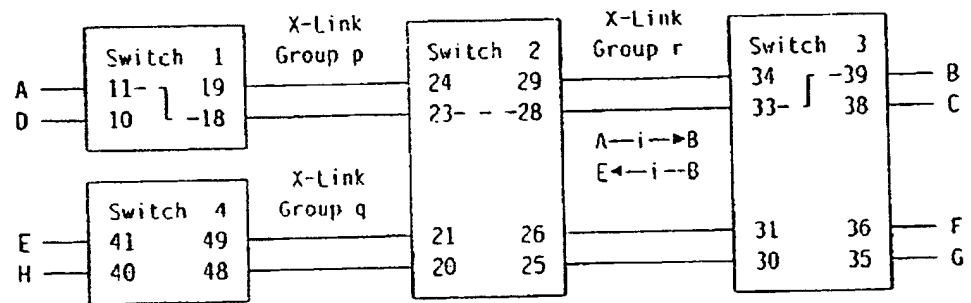 X-Link Group p
X-Link Group r
Switch 1
A 11- 19
D 10 -18
Switch 2
24 29
23- - -28
Switch 3
34 -39 B
33- 38 C
A—i—►B
E◄—i--B
X-Link Group q
Switch 4
E 41 49
H 40 48
21 26
20 25
31 36 F
30 35 G